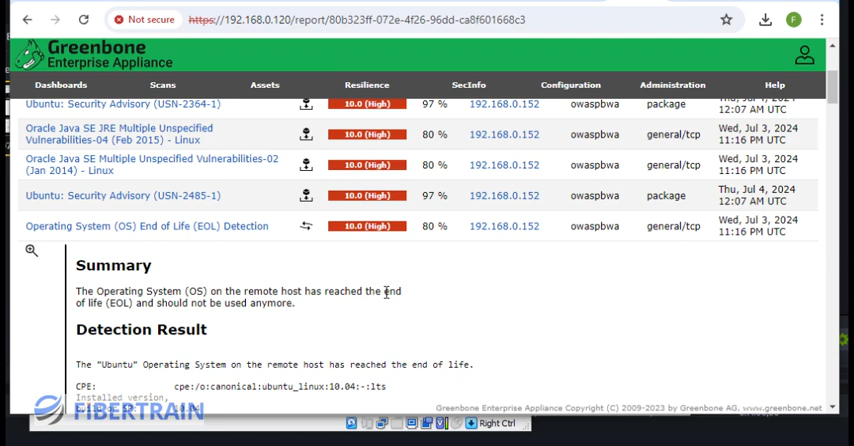 Not secure https://192.168.0.120/report/80b323ff-072e-4f26-96dd-ca8f601668c3 F
Greenbone
Enterprise Appliance
Dashboards Scans Assets Resilience SecInfo Configuration Administration Help
Ubuntu: Security Advisory (USN-2364-1) 10.0 (High) 97 % 192.168.0.152 owaspbwa package Thu, Jul 4, 2024
12:07 AM UTC
Oracle Java SE JRE Multiple Unspecified
Vulnerabilities-04 (Feb 2015) - Linux 10.0 (High) 80 % 192.168.0.152 owaspbwa general/tcp Wed, Jul 3, 2024
11:16 PM UTC
Oracle Java SE Multiple Unspecified Vulnerabilities-02
(Jan 2014) - Linux 10.0 (High) 80 % 192.168.0.152 owaspbwa general/tcp Wed, Jul 3, 2024
11:16 PM UTC
Ubuntu: Security Advisory (USN-2485-1) 10.0 (High) 97 % 192.168.0.152 owaspbwa package Thu, Jul 4, 2024
12:07 AM UTC
Operating System (OS) End of Life (EOL) Detection 10.0 (High) 80 % 192.168.0.152 owaspbwa general/tcp Wed, Jul 3, 2024
11:16 PM UTC
Summary
The Operating System (OS) on the remote host has reached the end
of life (EOL) and should not be used anymore.
Detection Result
The "Ubuntu" Operating System on the remote host has reached the end of life.
CPE: cpe:/o:canonical:ubuntu_linux:10.04:-:lts
Installed version,
FIBERTRAIN
Greenbone Enterprise Appliance Copyright (C) 2009-2023 by Greenbone AG, www.greenbone.net
Right Ctrl